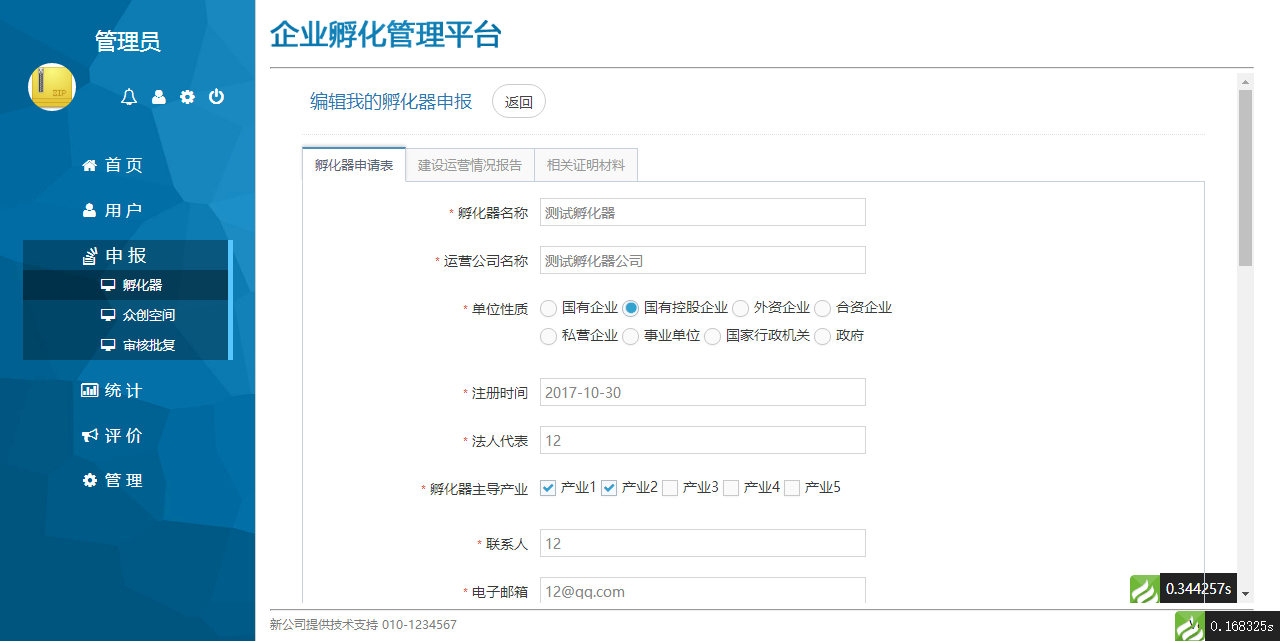 管理员
ZIP
首 页
用 户
申 报
孵化器
众创空间
审核批复
统 计
评 价
管 理
企业孵化管理平台
编辑我的孵化器申报 返回
孵化器申请表 建设运营情况报告 相关证明材料
* 孵化器名称 测试孵化器
* 运营公司名称 测试孵化器公司
* 单位性质 国有企业 国有控股企业 外资企业 合资企业
私营企业 事业单位 国家行政机关 政府
* 注册时间 2017-10-30
* 法人代表 12
* 孵化器主导产业 产业1 产业2 产业3 产业4 产业5
* 联系人 12
* 电子邮箱 12@qq.com
0.344257s
新公司提供技术支持 010-1234567
0.168325s